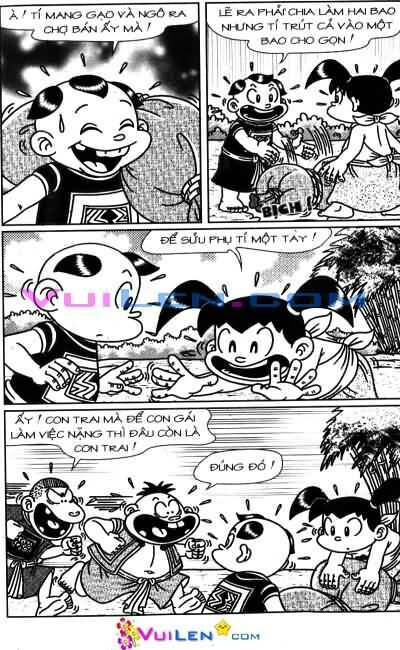 À ! TÍ MANG GẠO VÀ NGÔ RA
CHỢ BÁN ẤY MÀ !
LẼ RA PHẢI CHIA LÀM HAI BAO
NHƯNG TÍ TRÚT CẢ VÀO MỘT
BAO CHO GỌN !
BỊCH !
ĐỂ SỬU PHỤ TÍ MỘT TAY !
VUILEN.COM
ẤY ! CON TRAI MÀ ĐỂ CON GÁI
LÀM VIỆC NẶNG THÌ ĐÂU CÒN LÀ
CON TRAI !
ĐÚNG ĐÓ !
VUILEN.COM